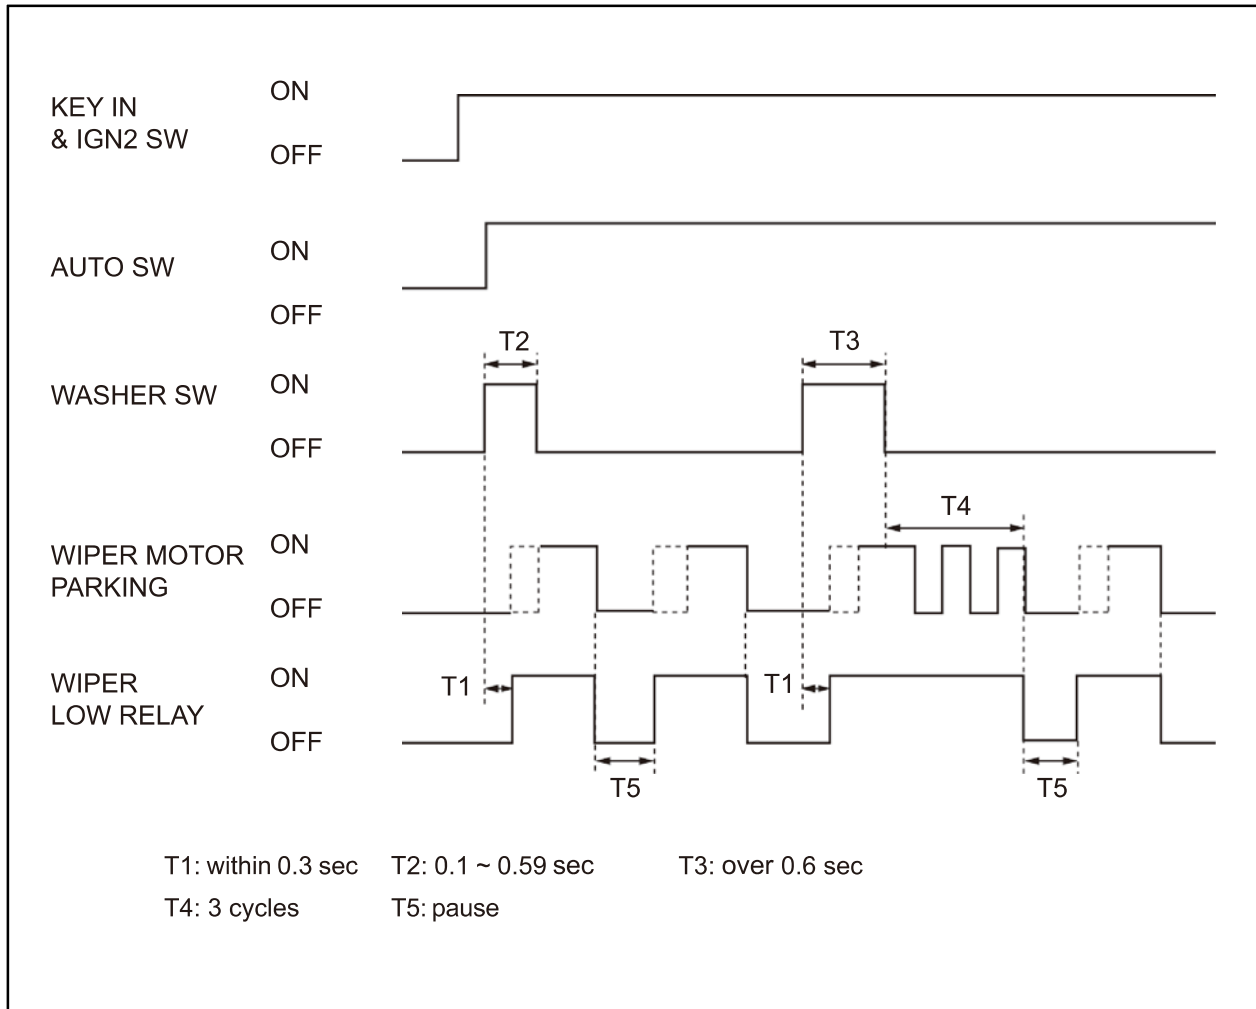 KEY IN
& IGN2 SW
ON
OFF
AUTO SW
ON
OFF
T2
T3
WASHER SW
ON
OFF
T4
WIPER MOTOR
PARKING
ON
OFF
WIPER
LOW RELAY
ON
OFF
T1
T1
T5
T5
T1: within 0.3 sec
T2: 0.1 ~ 0.59 sec
T3: over 0.6 sec
T4: 3 cycles
T5: pause